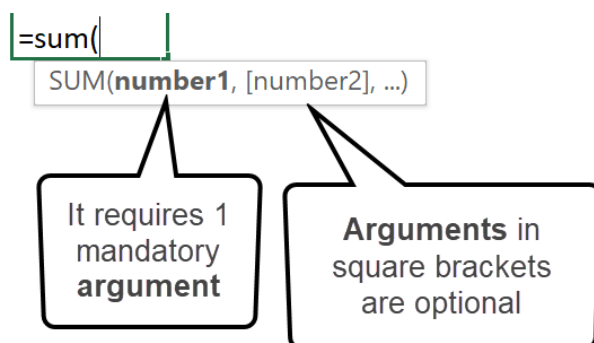 =sum(
SUM(number1, [number2], ...)
It requires 1
mandatory
argument
Arguments in
square brackets
are optional